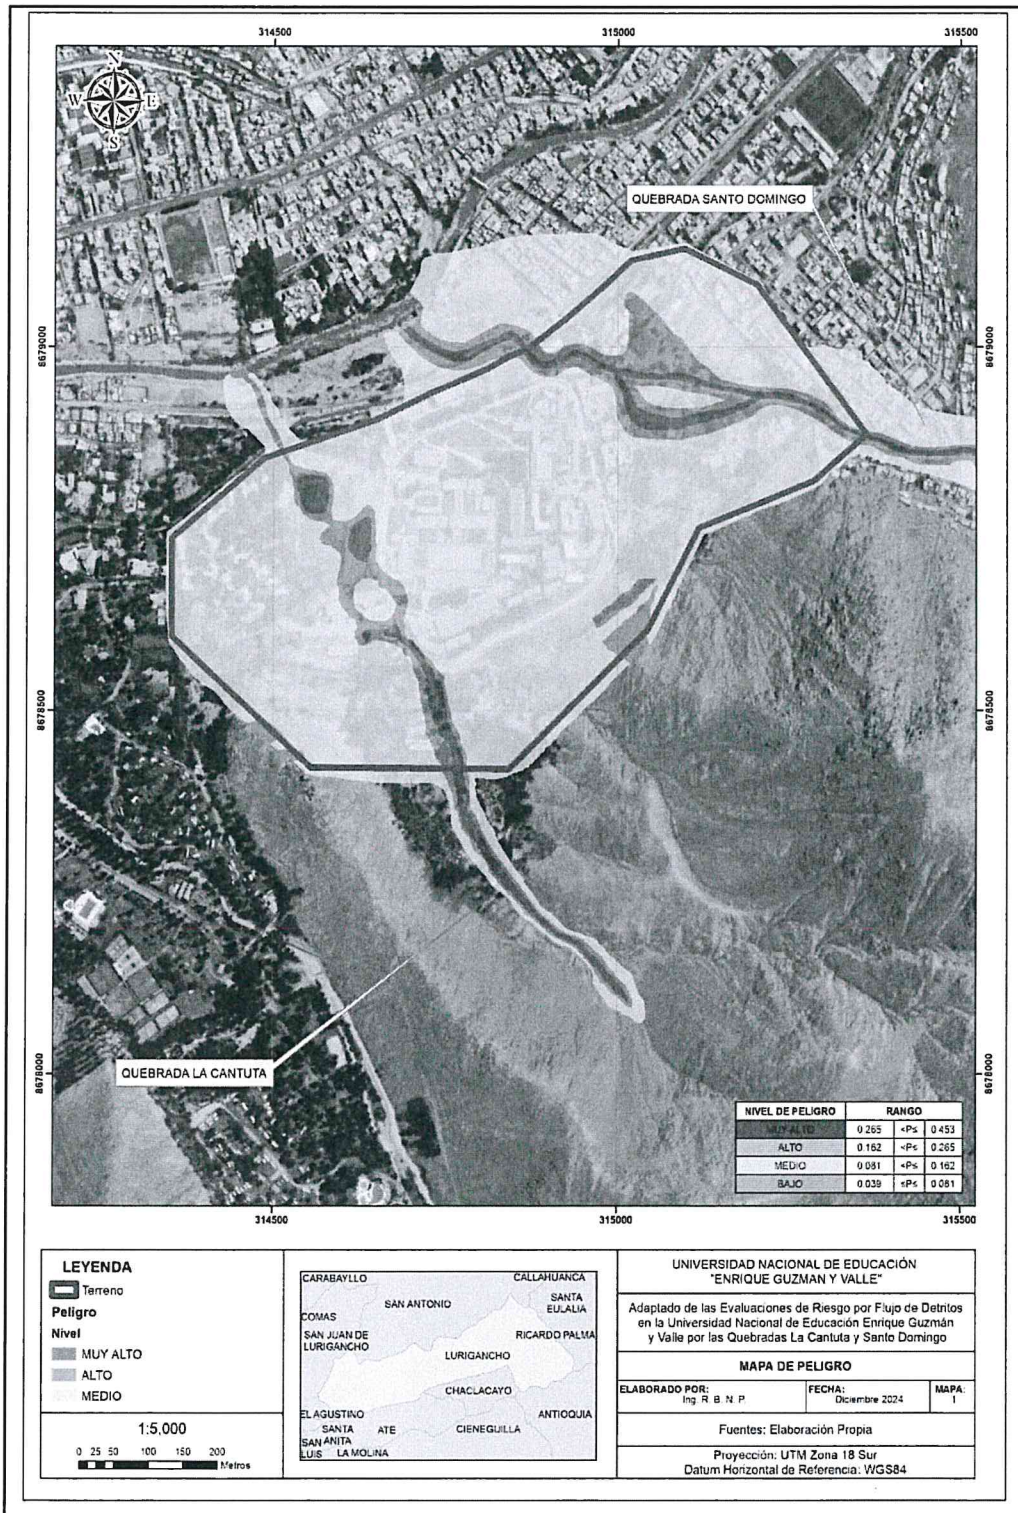 314500 315000 315500
N
W E
S
QUEBRADA SANTO DOMINGO
8679000 8679000
8678500 8678500
QUEBRADA LA CANTUTA
8678000 8678000
NIVEL DE PELIGRO RANGO
MUY ALTO 0.265 <P≤ 0.453
ALTO 0.162 <P≤ 0.265
MEDIO 0.081 <P≤ 0.162
BAJO 0.039 ≤P≤ 0.081
314500 315000 315500
LEYENDA
Terreno
Peligro
Nivel
MUY ALTO
ALTO
MEDIO
1:5,000
0 25 50 100 150 200
Metros
CARABAYLLO
CALLAHUANCA
SAN ANTONIO
SANTA
EULALIA
COMAS
SAN JUAN DE
LURIGANCHO
RICARDO PALMA
LURIGANCHO
CHACLACAYO
EL AGUSTINO
ANTIOQUIA
SANTA
ANITA
ATE
CIENEGUILLA
SAN
LUIS
LA MOLINA
UNIVERSIDAD NACIONAL DE EDUCACIÓN
"ENRIQUE GUZMAN Y VALLE"
Adaptado de las Evaluaciones de Riesgo por Flujo de Detritos
en la Universidad Nacional de Educación Enrique Guzmán
y Valle por las Quebradas La Cantuta y Santo Domingo
MAPA DE PELIGRO
ELABORADO POR: FECHA: MAPA:
Ing. R. B. N. P. Diciembre 2024 1
Fuentes: Elaboración Propia
Proyección: UTM Zona 18 Sur
Datum Horizontal de Referencia: WGS84